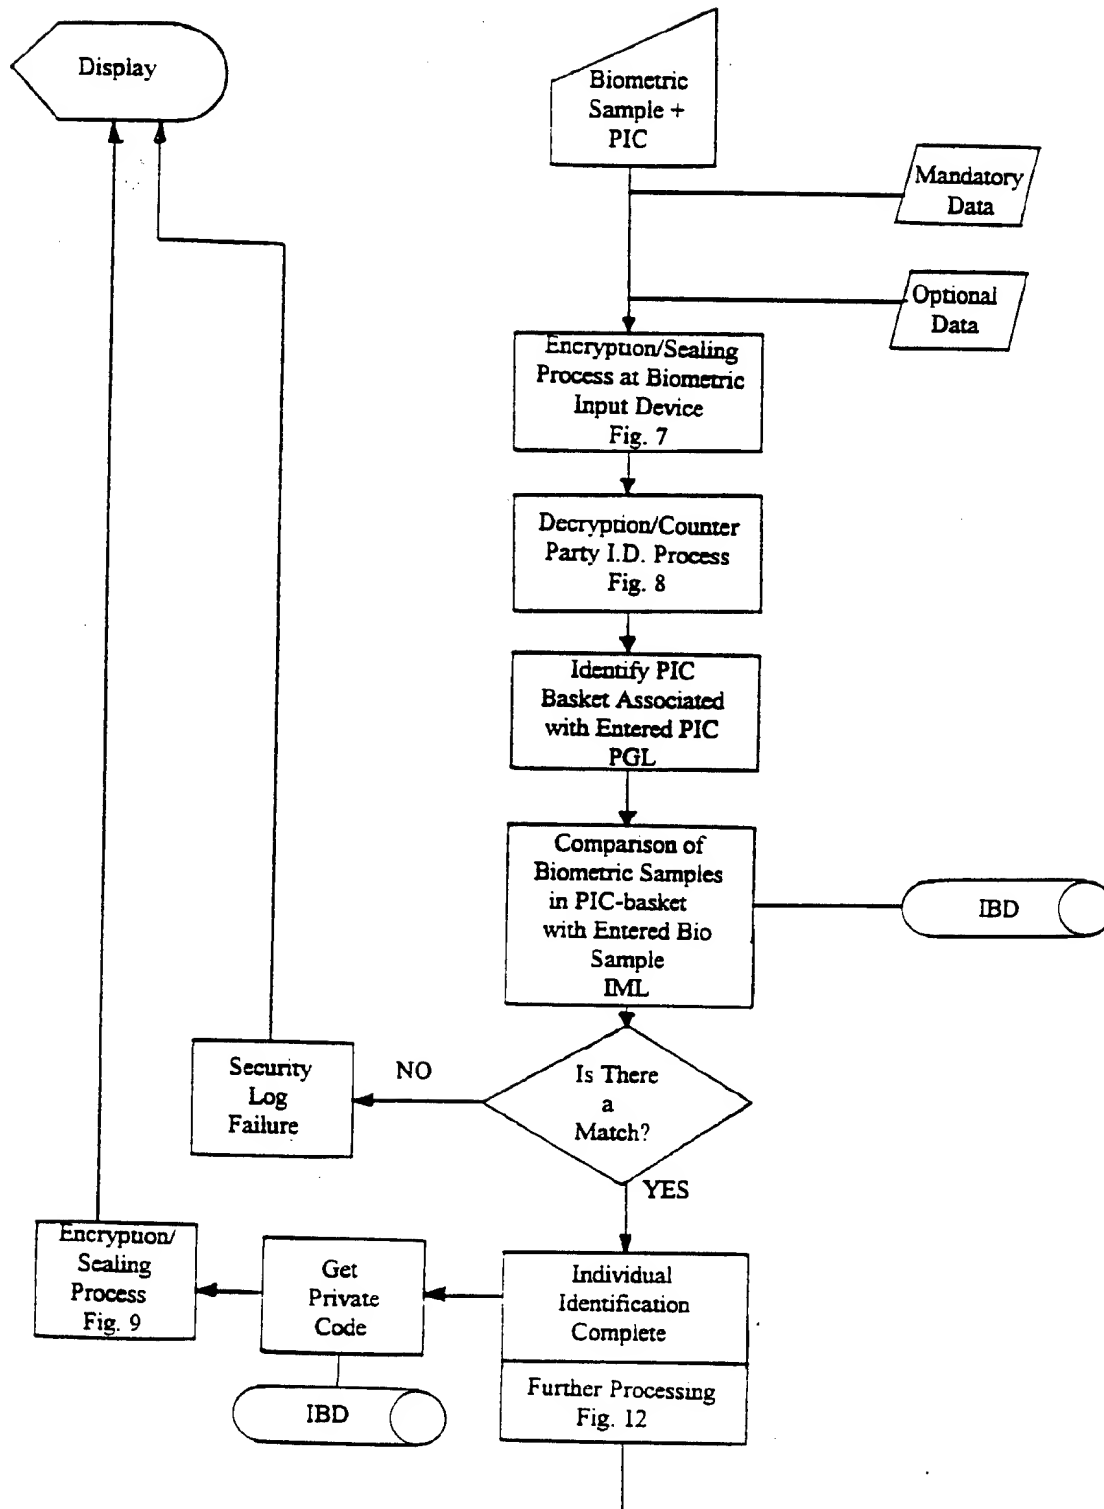 Display
Biometric
Sample +
PIC
Mandatory
Data
Optional
Data
Encryption/Sealing
Process at Biometric
Input Device
Fig. 7
Decryption/Counter
Party I.D. Process
Fig. 8
Identify PIC
Basket Associated
with Entered PIC
PGL
Comparison of
Biometric Samples
in PIC-basket
with Entered Bio
Sample
IML
IBD
Is There
a
Match?
NO
Security
Log
Failure
YES
Individual
Identification
Complete
Further Processing
Fig. 12
Get
Private
Code
IBD
Encryption/
Sealing
Process
Fig. 9